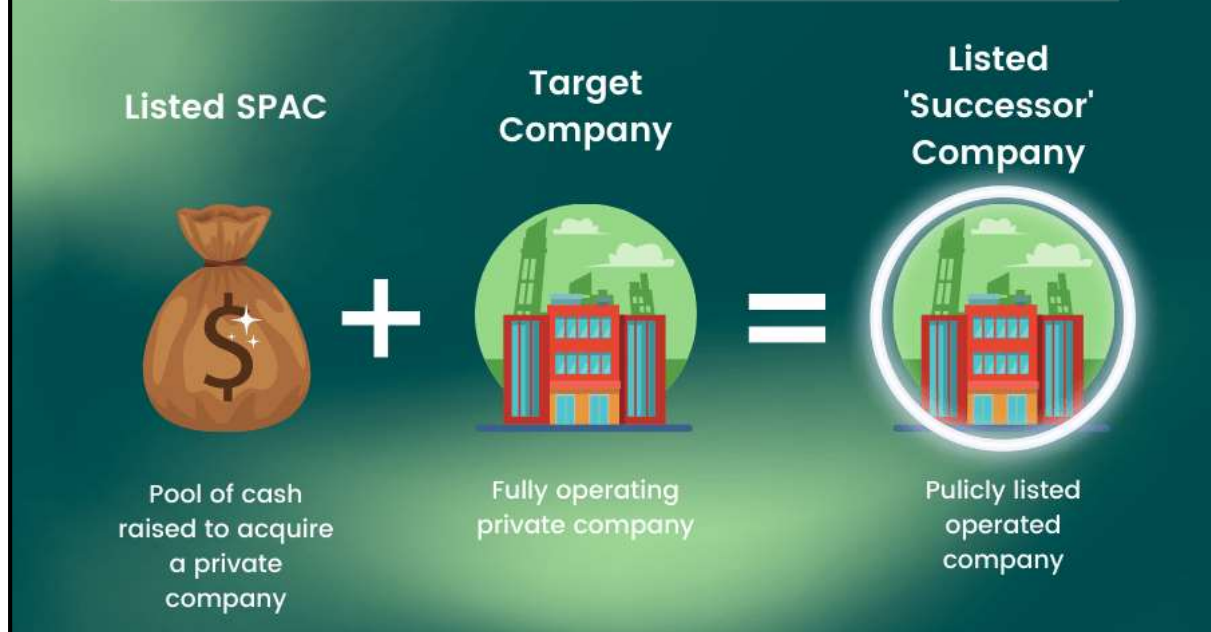 Listed SPAC
Target
Company
Listed
'Successor'
Company
$
Pool of cash
raised to acquire
a private
company
Fully operating
private company
Pulicly listed
operated
company